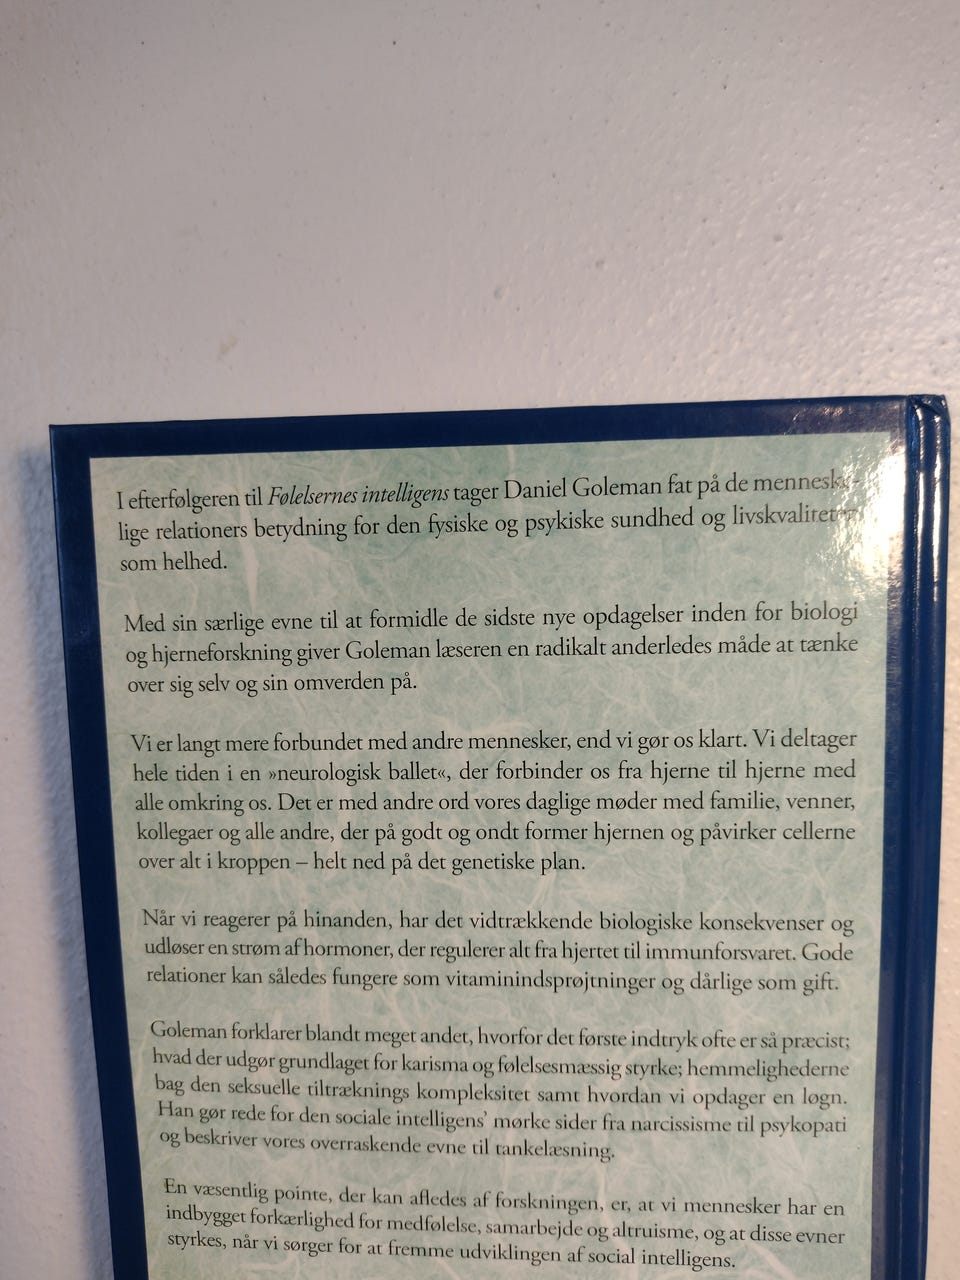 I efterfølgeren til Følelsernes intelligens tager Daniel Goleman fat på de menneske-
lige relationers betydning for den fysiske og psykiske sundhed og livskvaliteten
som helhed.
Med sin særlige evne til at formidle de sidste nye opdagelser inden for biologi
og hjerneforskning giver Goleman læseren en radikalt anderledes måde at tænke
over sig selv og sin omverden på.
Vi er langt mere forbundet med andre mennesker, end vi gør os klart. Vi deltager
hele tiden i en »neurologisk ballet«, der forbinder os fra hjerne til hjerne med
alle omkring os. Det er med andre ord vores daglige møder med familie, venner,
kollegaer og alle andre, der på godt og ondt former hjernen og påvirker cellerne
over alt i kroppen – helt ned på det genetiske plan.
Når vi reagerer på hinanden, har det vidtrækkende biologiske konsekvenser og
udløser en strøm af hormoner, der regulerer alt fra hjertet til immunforsvaret. Gode
relationer kan således fungere som vitaminindsprøjtninger og dårlige som gift.
Goleman forklarer blandt meget andet, hvorfor det første indtryk ofte er så præcist;
hvad der udgør grundlaget for karisma og følelsesmæssig styrke; hemmelighederne
bag den seksuelle tiltræknings kompleksitet samt hvordan vi opdager en løgn.
Han gør rede for den sociale intelligens’ mørke sider fra narcissisme til psykopati
og beskriver vores overraskende evne til tankelæsning.
En væsentlig pointe, der kan afledes af forskningen, er, at vi mennesker har en
indbygget forkærlighed for medfølelse, samarbejde og altruisme, og at disse evner
styrkes, når vi sørger for at fremme udviklingen af social intelligens.